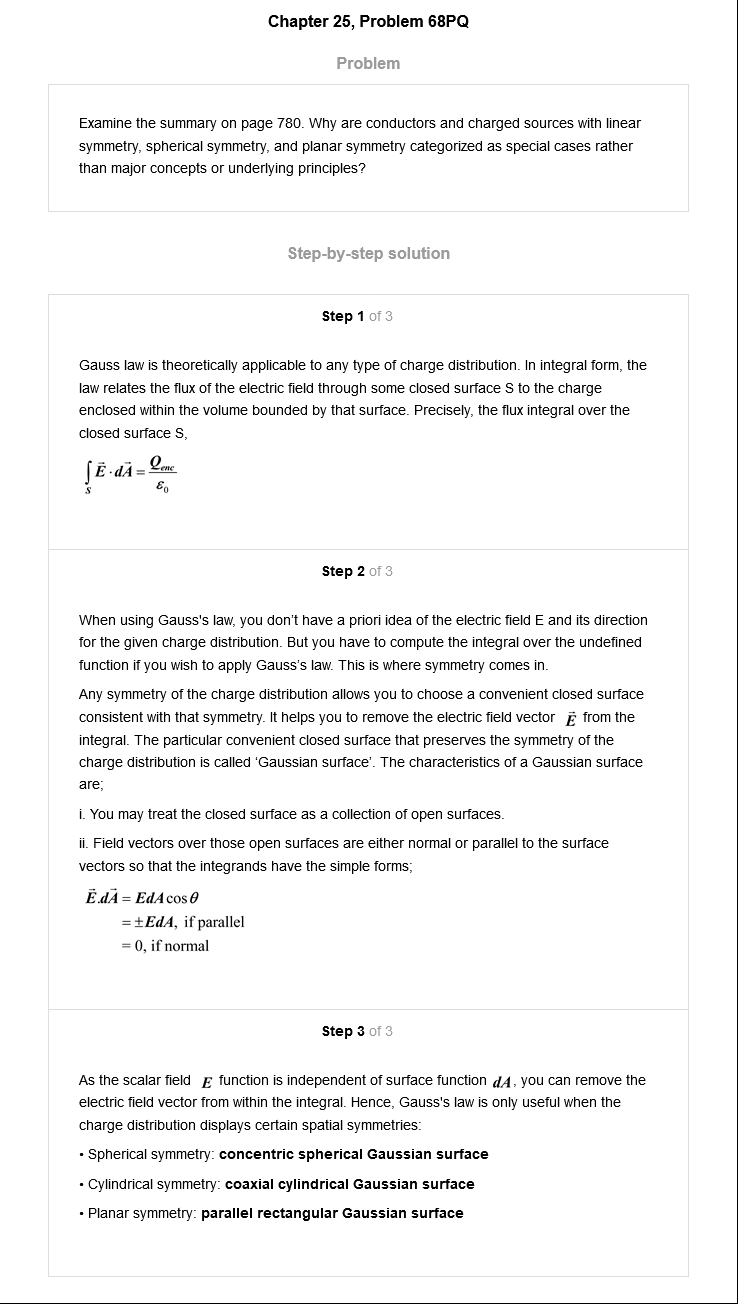 Chapter 25, Problem 68PQ
Problem
Examine the summary on page 780. Why are conductors and charged sources with linear
symmetry, spherical symmetry, and planar symmetry categorized as special cases rather
than major concepts or underlying principles?
Step-by-step solution
Step 1 of 3
Gauss law is theoretically applicable to any type of charge distribution. In integral form, the
law relates the flux of the electric field through some closed surface S to the charge
enclosed within the volume bounded by that surface. Precisely, the flux integral over the
closed surface S,
∫_S E⃗ · dA⃗ = Q_enc / ε₀
Step 2 of 3
When using Gauss's law, you don’t have a priori idea of the electric field E and its direction
for the given charge distribution. But you have to compute the integral over the undefined
function if you wish to apply Gauss’s law. This is where symmetry comes in.
Any symmetry of the charge distribution allows you to choose a convenient closed surface
consistent with that symmetry. It helps you to remove the electric field vector E⃗ from the
integral. The particular convenient closed surface that preserves the symmetry of the
charge distribution is called ‘Gaussian surface’. The characteristics of a Gaussian surface
are;
i. You may treat the closed surface as a collection of open surfaces.
ii. Field vectors over those open surfaces are either normal or parallel to the surface
vectors so that the integrands have the simple forms;
E⃗.dA⃗ = EdA cos θ
= ±EdA, if parallel
= 0, if normal
Step 3 of 3
As the scalar field E function is independent of surface function dA, you can remove the
electric field vector from within the integral. Hence, Gauss's law is only useful when the
charge distribution displays certain spatial symmetries:
• Spherical symmetry: concentric spherical Gaussian surface
• Cylindrical symmetry: coaxial cylindrical Gaussian surface
• Planar symmetry: parallel rectangular Gaussian surface